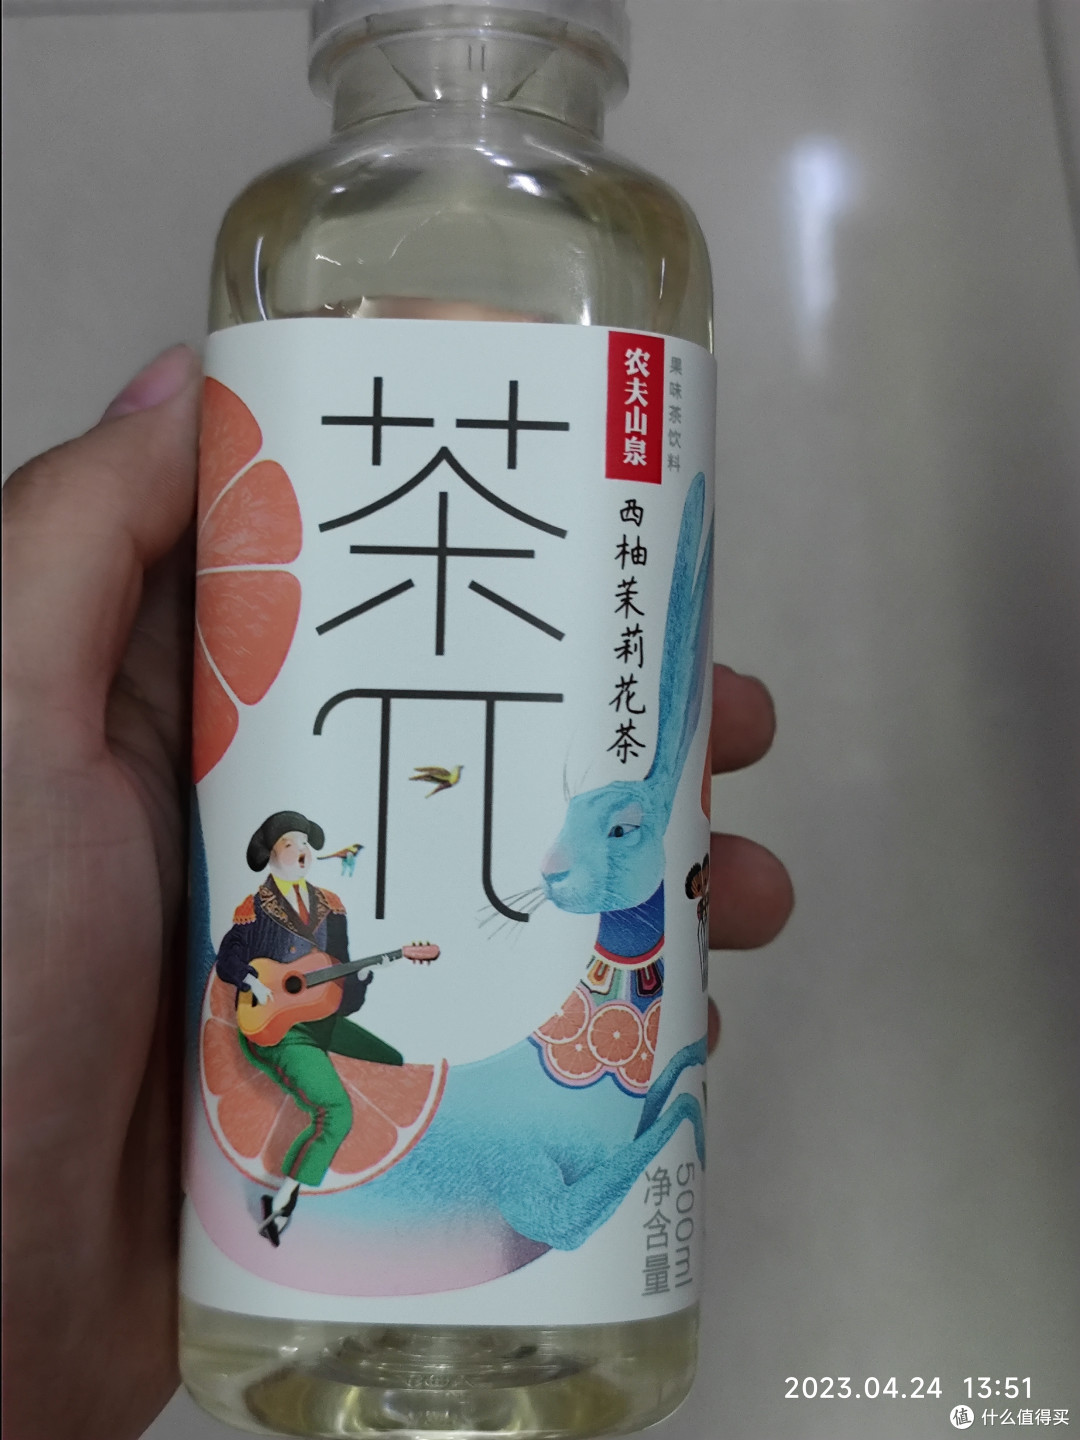 茶π
农夫山泉
果味茶饮料
西柚茉莉花茶
净含量
500ml
2023.04.24 13:51
值 什么值得买